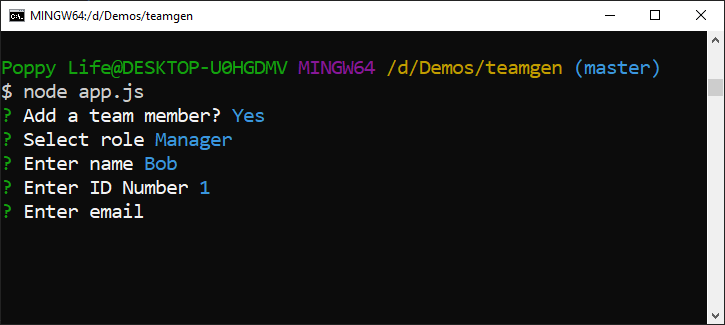 MINGW64:/d/Demos/teamgen
Poppy Life@DESKTOP-U0HGDMV MINGW64 /d/Demos/teamgen (master)
$ node app.js
? Add a team member? Yes
? Select role Manager
? Enter name Bob
? Enter ID Number 1
? Enter email